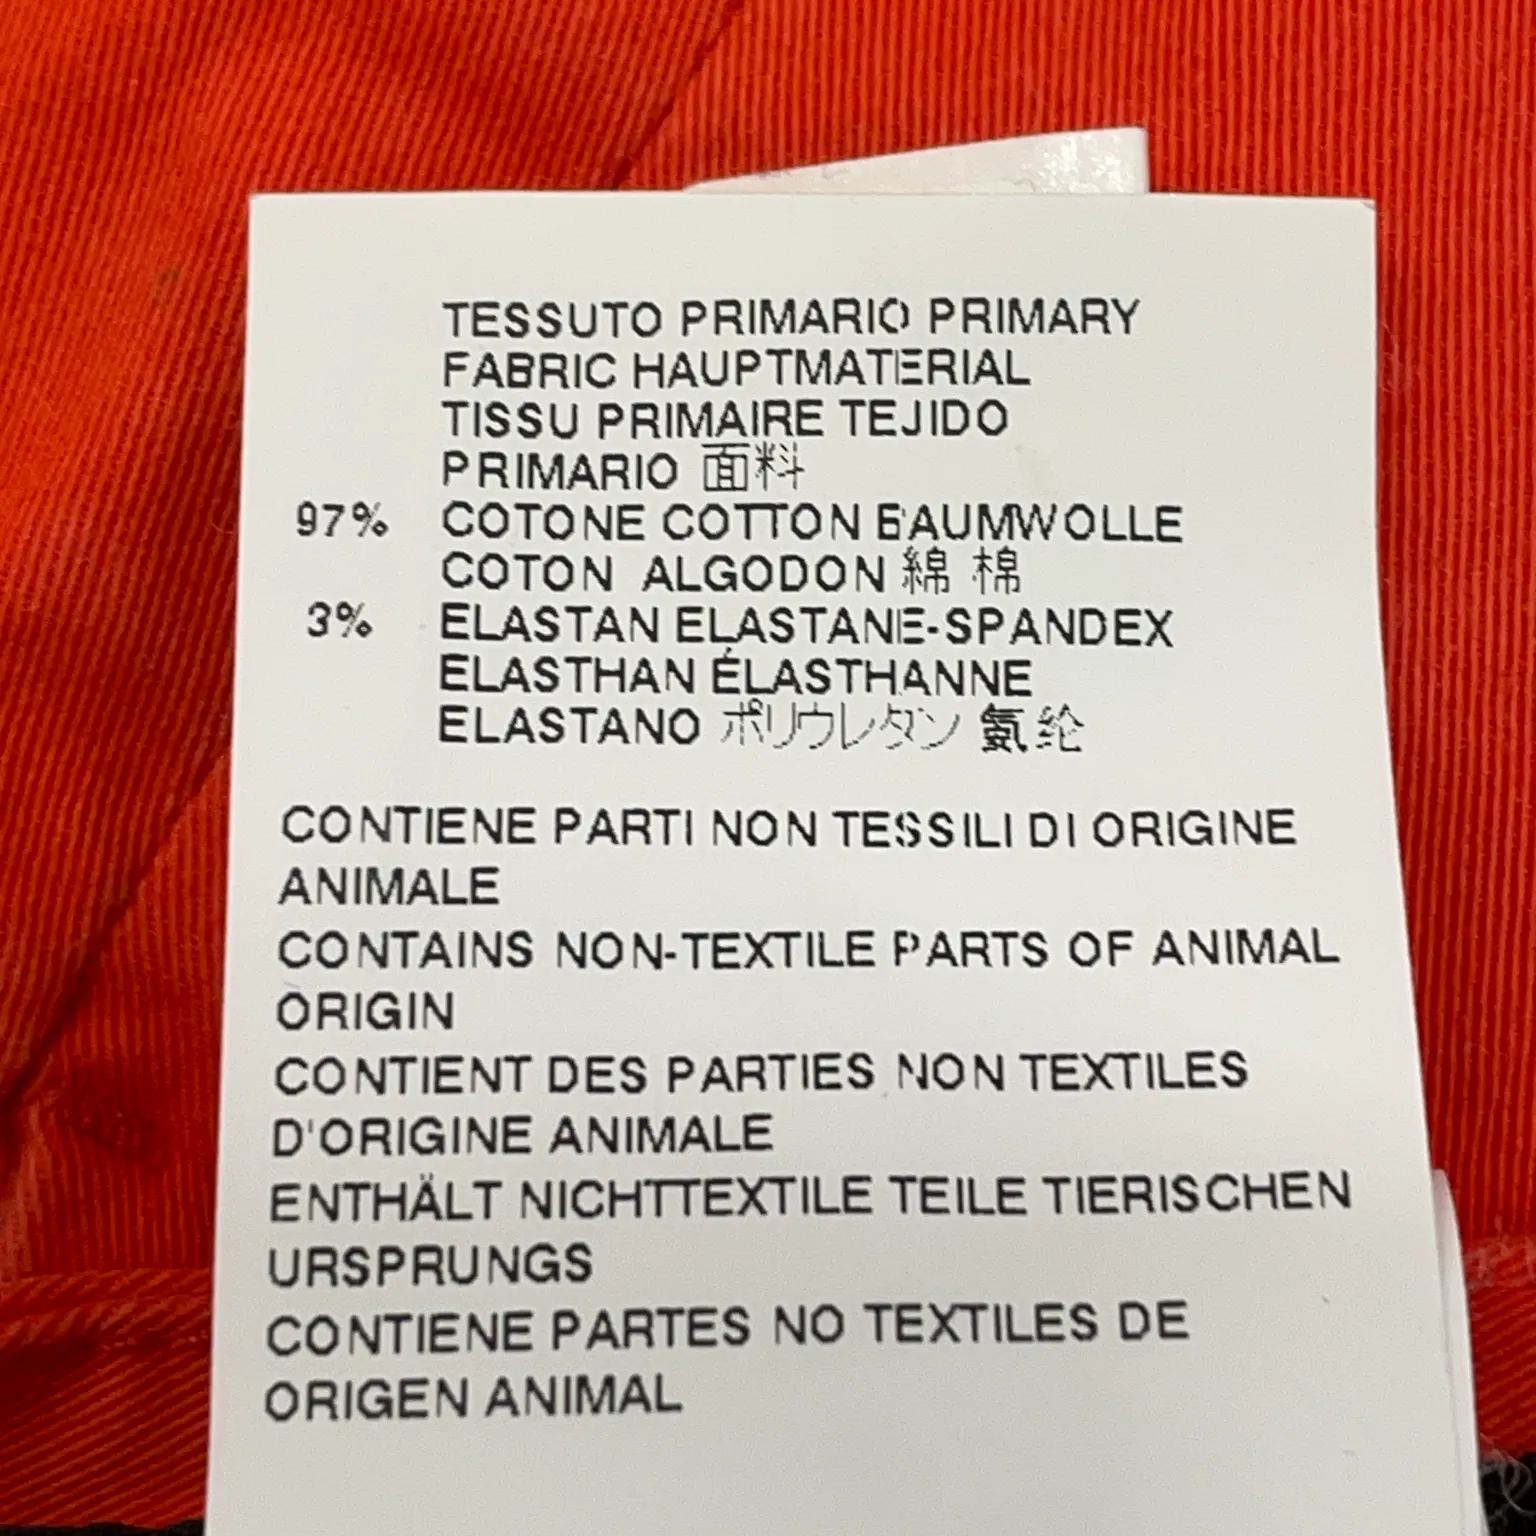 TESSUTO PRIMARIO PRIMARY
FABRIC HAUPTMATERIAL
TISSU PRIMAIRE TEJIDO
PRIMARIO 面料
97% COTONE COTTON BAUMWOLLE
COTON ALGODON 綿 棉
3% ELASTAN ELASTANE-SPANDEX
ELASTHAN ÉLASTHANNE
ELASTANO ポリウレタン 氨纶
CONTIENE PARTI NON TESSILI DI ORIGINE
ANIMALE
CONTAINS NON-TEXTILE PARTS OF ANIMAL
ORIGIN
CONTIENT DES PARTIES NON TEXTILES
D'ORIGINE ANIMALE
ENTHÄLT NICHTTEXTILE TEILE TIERISCHEN
URSPRUNGS
CONTIENE PARTES NO TEXTILES DE
ORIGEN ANIMAL